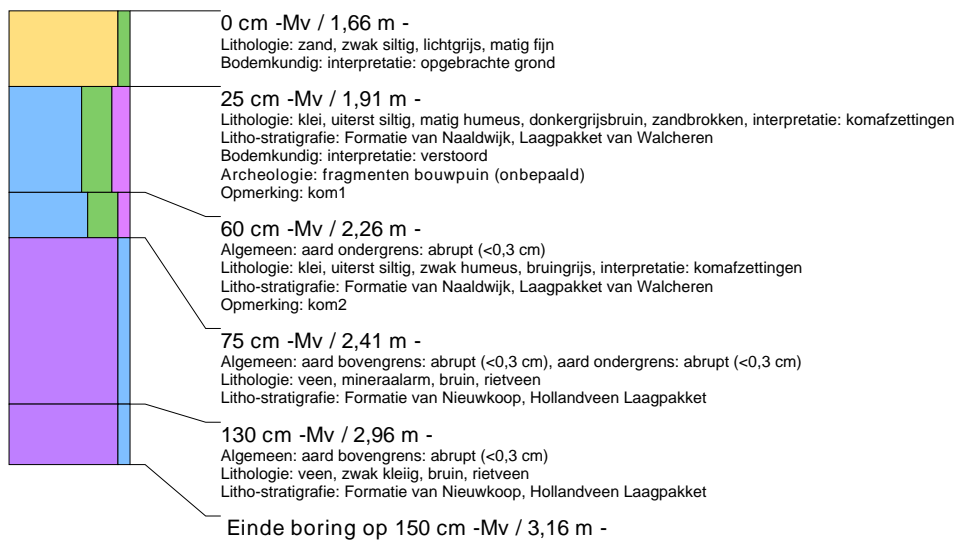 0 cm -Mv / 1,66 m -
Lithologie: zand, zwak siltig, lichtgrijs, matig fijn
Bodemkundig: interpretatie: opgebrachte grond
25 cm -Mv / 1,91 m -
Lithologie: klei, uiterst siltig, matig humeus, donkergrijsbruin, zandbrokken, interpretatie: komafzettingen
Litho-stratigrafie: Formatie van Naaldwijk, Laagpakket van Walcheren
Bodemkundig: interpretatie: verstoord
Archeologie: fragmenten bouwpuin (onbepaald)
Opmerking: kom1
60 cm -Mv / 2,26 m -
Algemeen: aard ondergrens: abrupt (<0,3 cm)
Lithologie: klei, uiterst siltig, zwak humeus, bruingrijs, interpretatie: komafzettingen
Litho-stratigrafie: Formatie van Naaldwijk, Laagpakket van Walcheren
Opmerking: kom2
75 cm -Mv / 2,41 m -
Algemeen: aard bovengrens: abrupt (<0,3 cm), aard ondergrens: abrupt (<0,3 cm)
Lithologie: veen, mineraalarm, bruin, rietveen
Litho-stratigrafie: Formatie van Nieuwkoop, Hollandveen Laagpakket
130 cm -Mv / 2,96 m -
Algemeen: aard bovengrens: abrupt (<0,3 cm)
Lithologie: veen, zwak kleiig, bruin, rietveen
Litho-stratigrafie: Formatie van Nieuwkoop, Hollandveen Laagpakket
Einde boring op 150 cm -Mv / 3,16 m -